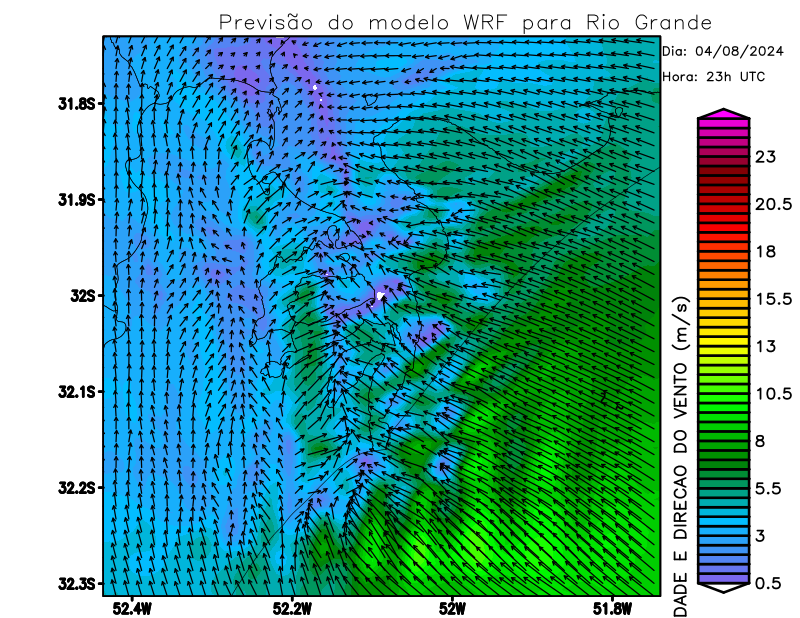 Previsão do modelo WRF para Rio Grande
Dia: 04/08/2024
Hora: 23h UTC
31.8S
31.9S
32S
32.1S
32.2S
32.3S
52.4W
52.2W
52W
51.8W
DADE E DIRECAO DO VENTO (m/s)
23
20.5
18
15.5
13
10.5
8
5.5
3
0.5